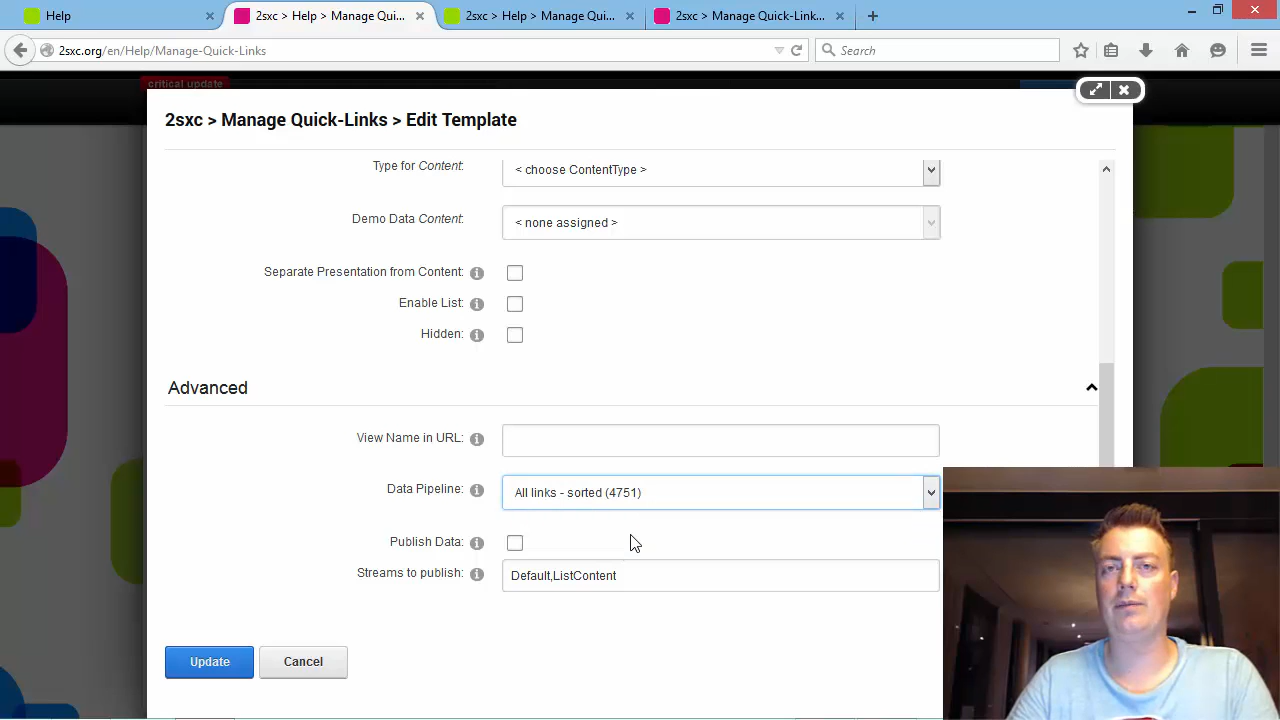 Help
2sxc > Help > Manage Qu...
2sxc > Help > Manage Qu...
2sxc > Manage Quick-Link...
2sxc.org/en/Help/Manage-Quick-Links
Search
critical update
2sxc > Manage Quick-Links > Edit Template
Type for Content:
< choose ContentType >
Demo Data Content:
< none assigned >
Separate Presentation from Content:
Enable List:
Hidden:
Advanced
View Name in URL:
Data Pipeline:
All links - sorted (4751)
Publish Data:
Streams to publish:
Default,ListContent
Update
Cancel